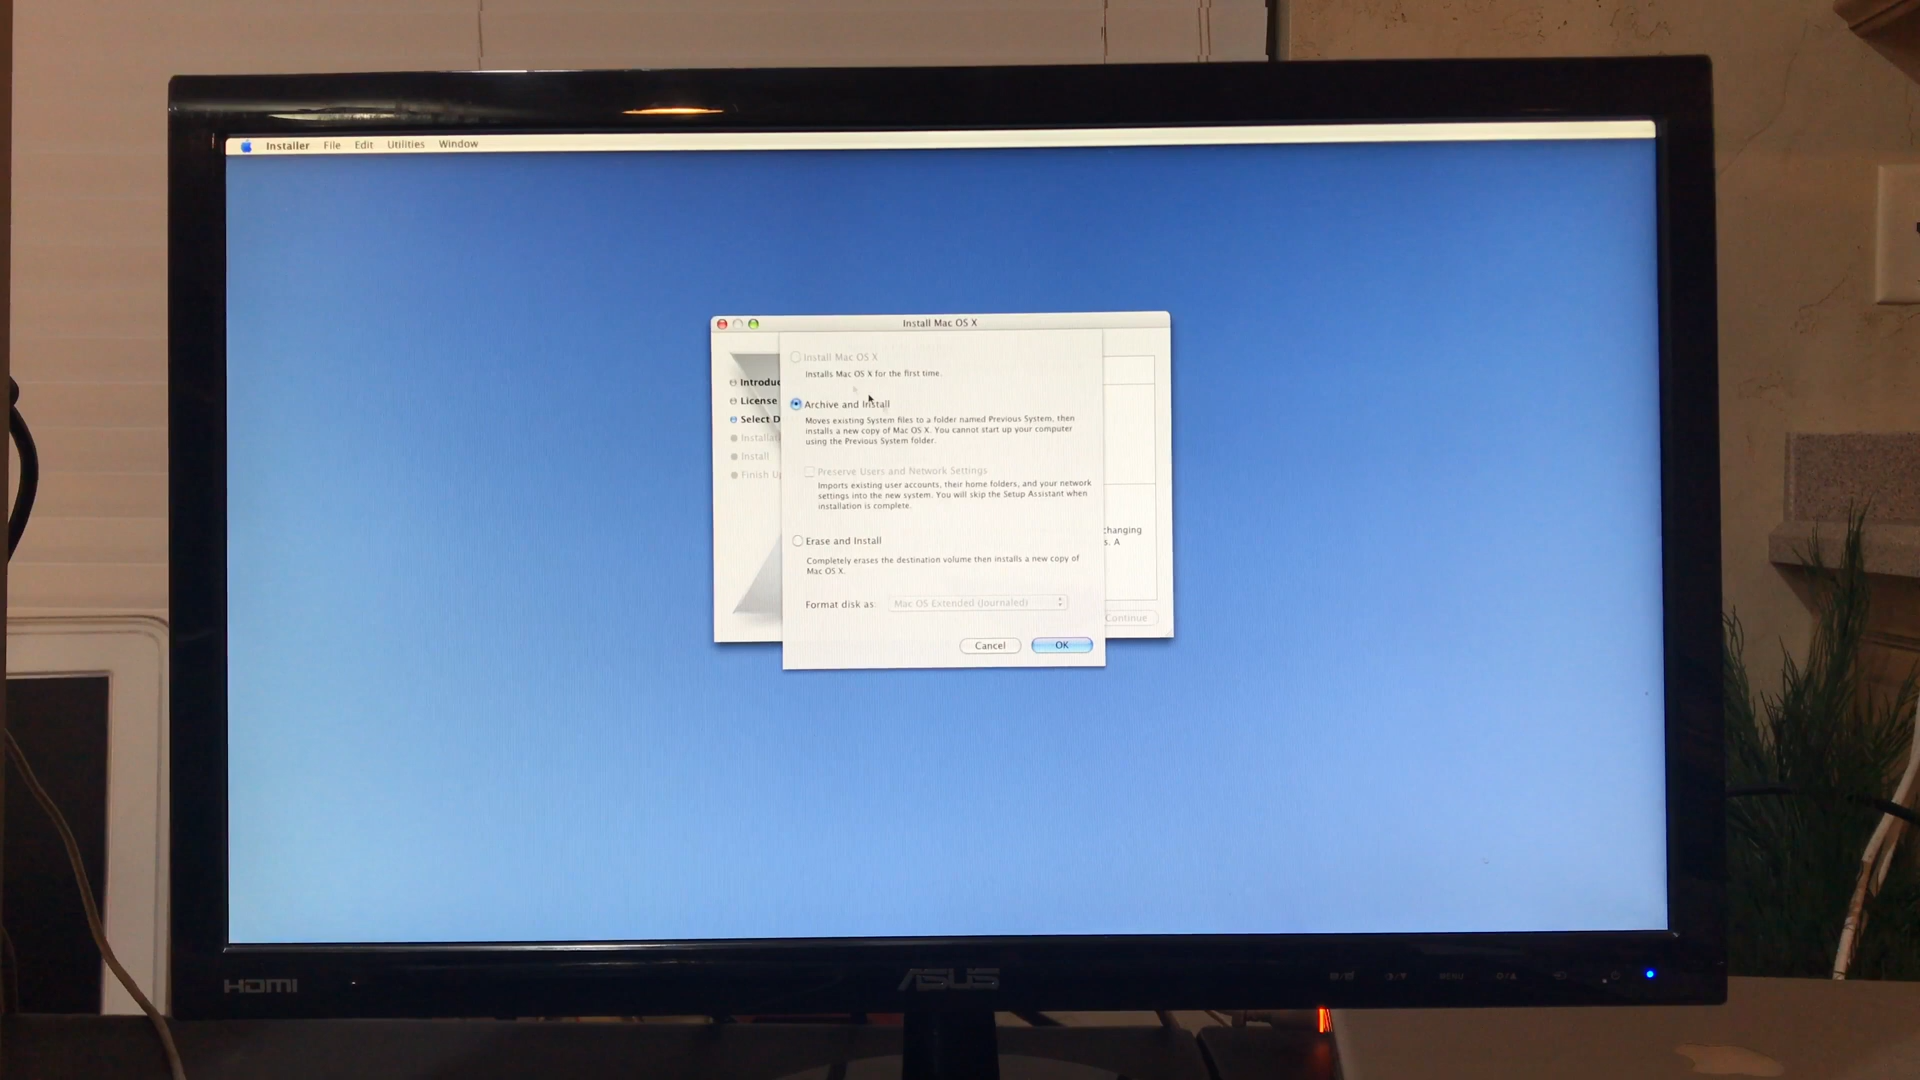 Installer File Edit Utilities Window
Install Mac OS X
Introduc
License
Select D
Installat
Install
Finish Up
Install Mac OS X
Installs Mac OS X for the first time.
Archive and Install
Moves existing System files to a folder named Previous System, then
installs a new copy of Mac OS X. You cannot start up your computer
using the Previous System folder.
Preserve Users and Network Settings
Imports existing user accounts, their home folders, and your network
settings into the new system. You will skip the Setup Assistant when
installation is complete.
Erase and Install
Completely erases the destination volume then installs a new copy of
Mac OS X.
Format disk as: Mac OS Extended (Journaled)
Cancel OK
changing
s. A
Continue
HDMI
ASUS
MENU